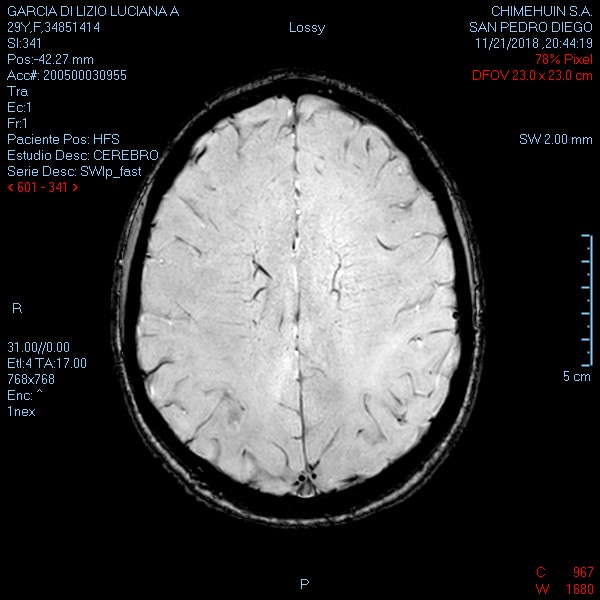 GARCIA DI LIZIO LUCIANA A
29Y,F,34851414
Sl:341
Pos:-42.27 mm
Acc#: 200500030955
Tra
Ec:1
Fr:1
Paciente Pos: HFS
Estudio Desc: CEREBRO
Serie Desc: SWIp_fast
< 601 - 341 >
Lossy
CHIMEHUIN S.A.
SAN PEDRO DIEGO
11/21/2018 ,20:44:19
78% Pixel
DFOV 23.0 x 23.0 cm
SW 2.00 mm
R
31.00//0.00
Etl:4 TA:17.00
768x768
Enc: ^
1nex
5 cm
P
C 967
W 1680